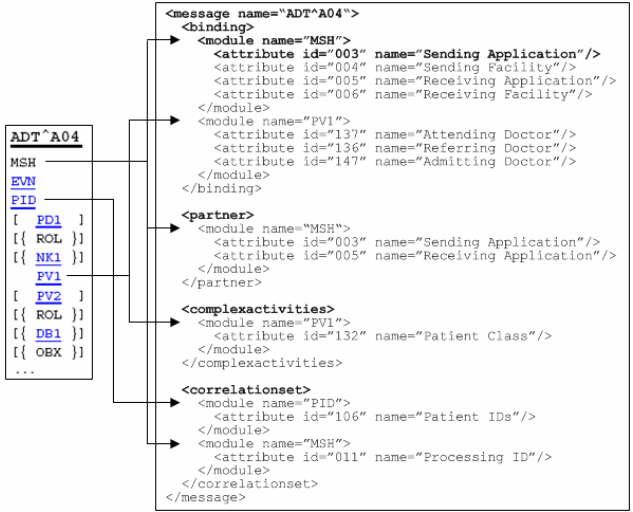 ADT^A04
MSH
EVN
PID
[ PD1 ]
[{ ROL }]
[{ NK1 }]
PV1
[ PV2 ]
[{ ROL }]
[{ DB1 }]
[{ OBX }]
...
<message name="ADT^A04">
<binding>
<module name="MSH">
<attribute id="003" name="Sending Application"/>
<attribute id="004" name="Sending Facility"/>
<attribute id="005" name="Receiving Application"/>
<attribute id="006" name="Receiving Facility"/>
</module>
<module name="PV1">
<attribute id="137" name="Attending Doctor"/>
<attribute id="136" name="Referring Doctor"/>
<attribute id="147" name="Admitting Doctor"/>
</module>
</binding>
<partner>
<module name="MSH">
<attribute id="003" name="Sending Application"/>
<attribute id="005" name="Receiving Application"/>
</module>
</partner>
<complexactivities>
<module name="PV1">
<attribute id="132" name="Patient Class"/>
</module>
</complexactivities>
<correlationset>
<module name="PID">
<attribute id="106" name="Patient IDs"/>
</module>
<module name="MSH">
<attribute id="011" name="Processing ID"/>
</module>
</correlationset>
</message>